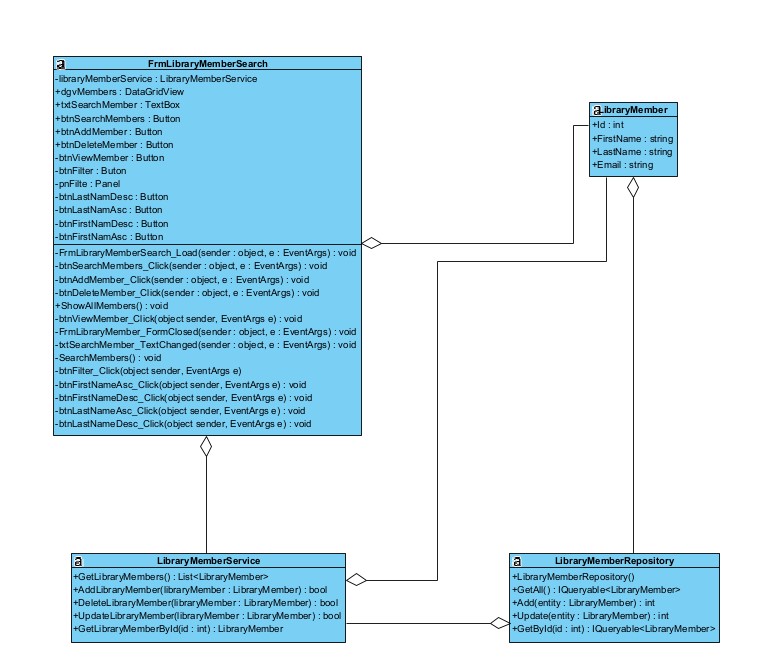 FrmLibraryMemberSearch
-libraryMemberService : LibraryMemberService
+dgvMembers : DataGridView
+txtSearchMember : TextBox
+btnSearchMembers : Button
+btnAddMember : Button
+btnDeleteMember : Button
-btnViewMember : Button
-btnFilter : Buton
-pnFilte : Panel
-btnLastNamDesc : Button
-btnLastNamAsc : Button
-btnFirstNamDesc : Button
-btnFirstNamAsc : Button
-FrmLibraryMemberSearch_Load(sender : object, e : EventArgs) : void
-btnSearchMembers_Click(sender : object, e : EventArgs) : void
-btnAddMember_Click(sender : object, e : EventArgs) : void
-btnDeleteMember_Click(sender : object, e : EventArgs) : void
+ShowAllMembers() : void
-btnViewMember_Click(object sender, EventArgs e) : void
-FrmLibraryMember_FormClosed(sender : object, e : EventArgs) : void
-txtSearchMember_TextChanged(sender : object, e : EventArgs) : void
-SearchMembers() : void
-btnFilter_Click(object sender, EventArgs e)
-btnFirstNameAsc_Click(object sender, EventArgs e) : void
-btnFirstNameDesc_Click(object sender, EventArgs e) : void
-btnLastNameAsc_Click(object sender, EventArgs e) : void
-btnLastNameDesc_Click(object sender, EventArgs e) : void
LibraryMember
+Id : int
+FirstName : string
+LastName : string
+Email : string
LibraryMemberService
+GetLibraryMembers() : List<LibraryMember>
+AddLibraryMember(librarymember : LibraryMember) : bool
+DeleteLibraryMember(librarymember : LibraryMember) : bool
+UpdateLibraryMember(librarymember : LibraryMember) : bool
+GetLibraryMemberById(id : int) : LibraryMember
LibraryMemberRepository
+LibraryMemberRepository()
+GetAll() : IQueryable<LibraryMember>
+Add(entity : LibraryMember) : int
+Update(entity : LibraryMember) : int
+GetById(id : int) : IQueryable<LibraryMember>